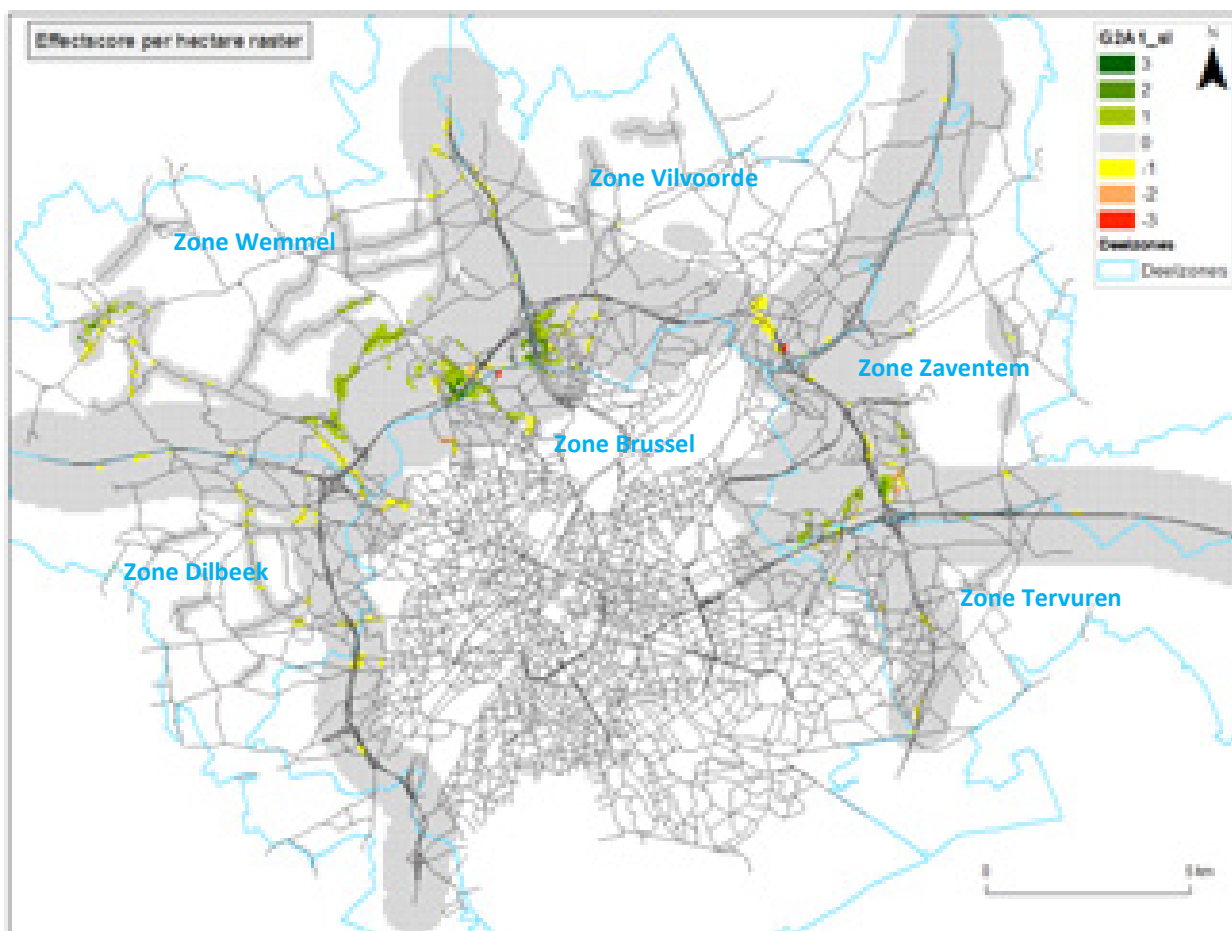 Effectscore per hectare raster
G2A1_sl
N
3
2
1
0
-1
-2
-3
Deelzones
Deelzones
Zone Vilvoorde
Zone Wemmel
Zone Zaventem
Zone Brussel
Zone Dilbeek
Zone Tervuren
0
5 km